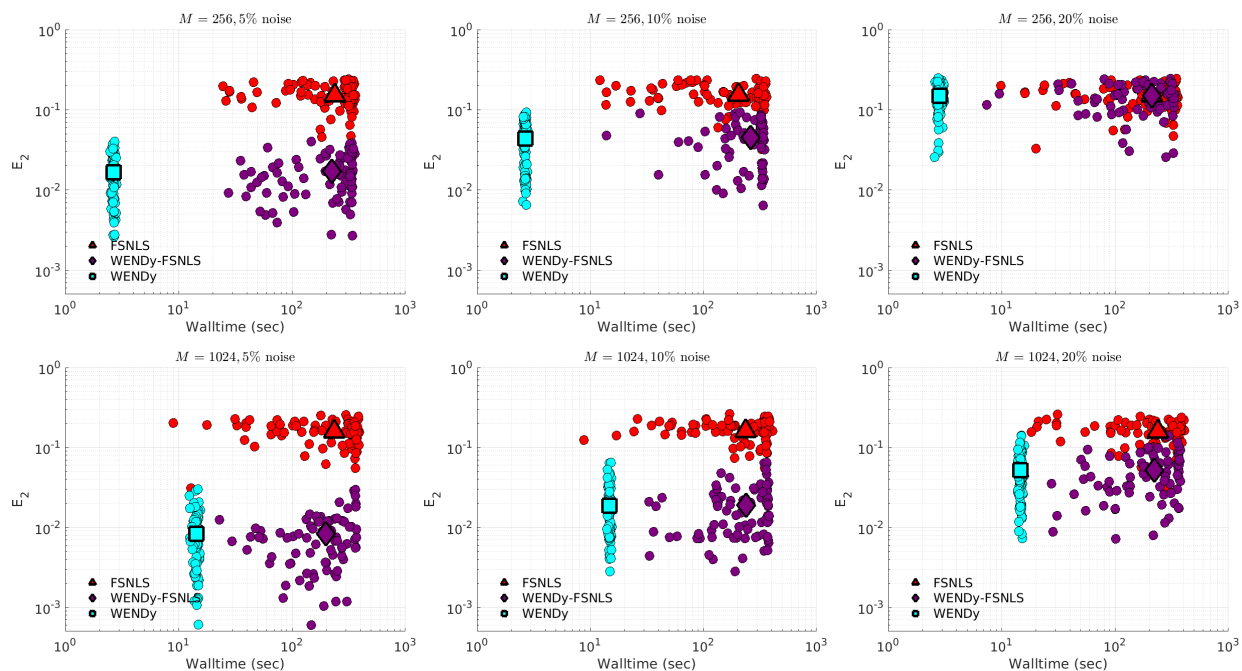 M = 256, 5% noise
10^0
10^-1
10^-2
10^-3
E_2
FSNLS
WENDy-FSNLS
WENDy
10^0
10^1
10^2
10^3
Walltime (sec)
M = 256, 10% noise
10^0
10^-1
10^-2
10^-3
E_2
FSNLS
WENDy-FSNLS
WENDy
10^0
10^1
10^2
10^3
Walltime (sec)
M = 256, 20% noise
10^0
10^-1
10^-2
10^-3
E_2
FSNLS
WENDy-FSNLS
WENDy
10^0
10^1
10^2
10^3
Walltime (sec)
M = 1024, 5% noise
10^0
10^-1
10^-2
10^-3
E_2
FSNLS
WENDy-FSNLS
WENDy
10^0
10^1
10^2
10^3
Walltime (sec)
M = 1024, 10% noise
10^0
10^-1
10^-2
10^-3
E_2
FSNLS
WENDy-FSNLS
WENDy
10^0
10^1
10^2
10^3
Walltime (sec)
M = 1024, 20% noise
10^0
10^-1
10^-2
10^-3
E_2
FSNLS
WENDy-FSNLS
WENDy
10^0
10^1
10^2
10^3
Walltime (sec)